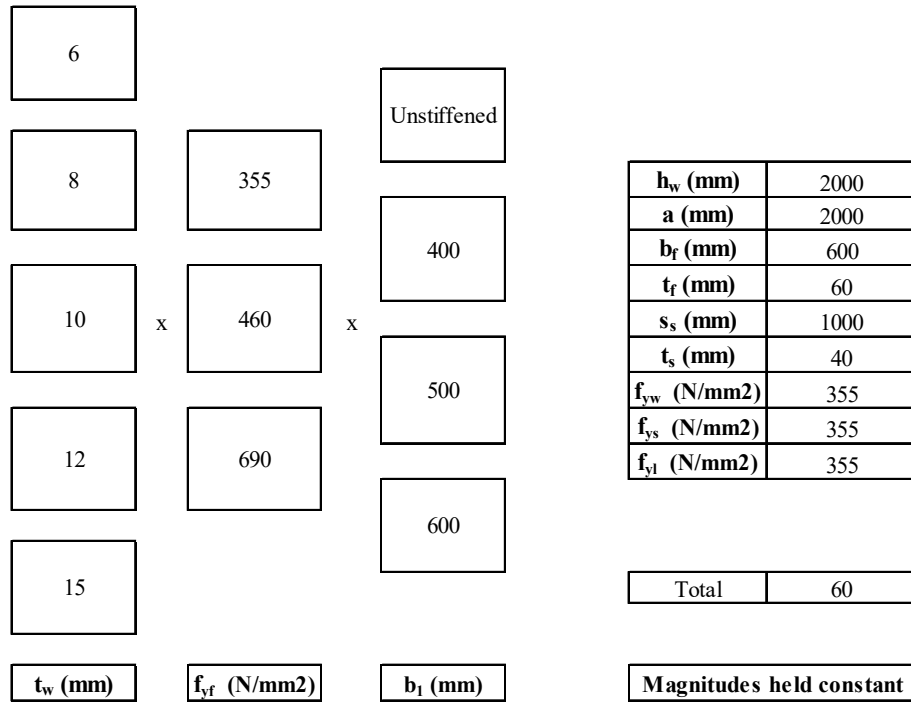 6
8
10
12
15
t_w (mm)
x
355
460
690
f_yf (N/mm2)
x
Unstiffened
400
500
600
b_1 (mm)
h_w (mm) 2000
a (mm) 2000
b_f (mm) 600
t_f (mm) 60
s_s (mm) 1000
t_s (mm) 40
f_yw (N/mm2) 355
f_ys (N/mm2) 355
f_yl (N/mm2) 355
Total 60
Magnitudes held constant